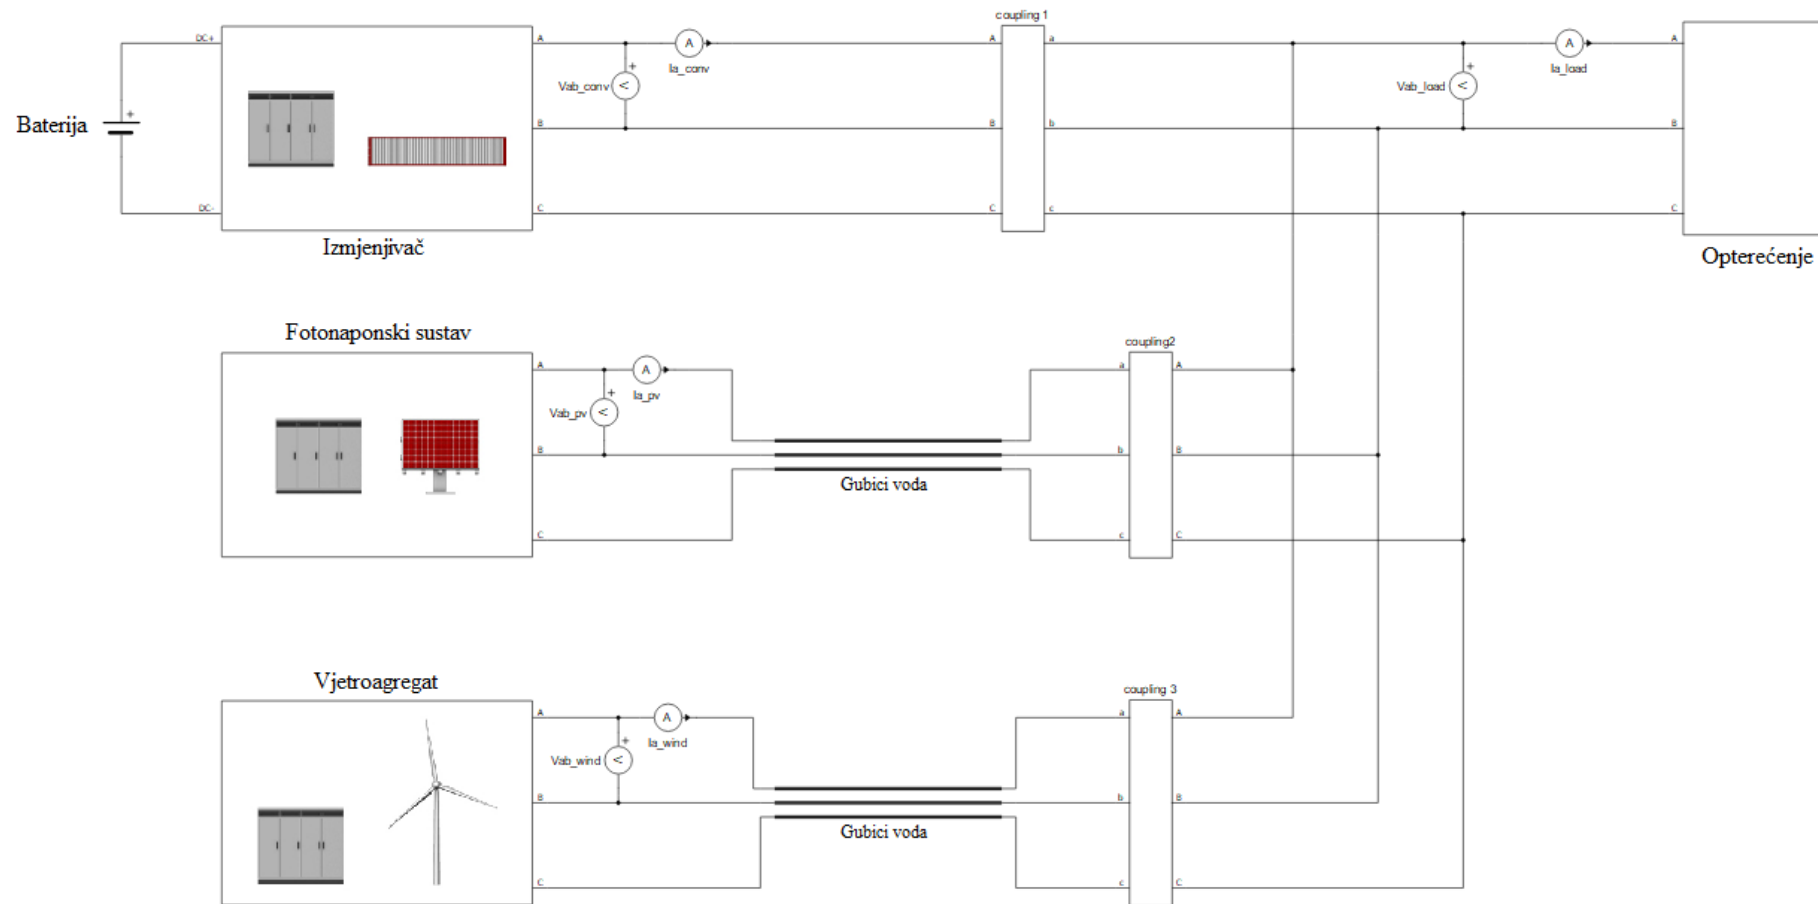 coupling 1
DC+
A
A
Ia_conv
A
a
A
Ia_load
A
Vab_conv
V
+
Vab_load
V
+
Baterija
+
B
B
b
B
DC-
C
C
c
C
Izmjenjivač
Opterećenje
Fotonaponski sustav
coupling2
A
A
Ia_pv
a
A
Vab_pv
V
+
B
b
B
Gubici voda
C
c
C
Vjetroagregat
coupling 3
A
A
Ia_wind
a
A
Vab_wind
V
+
B
b
B
Gubici voda
C
c
C